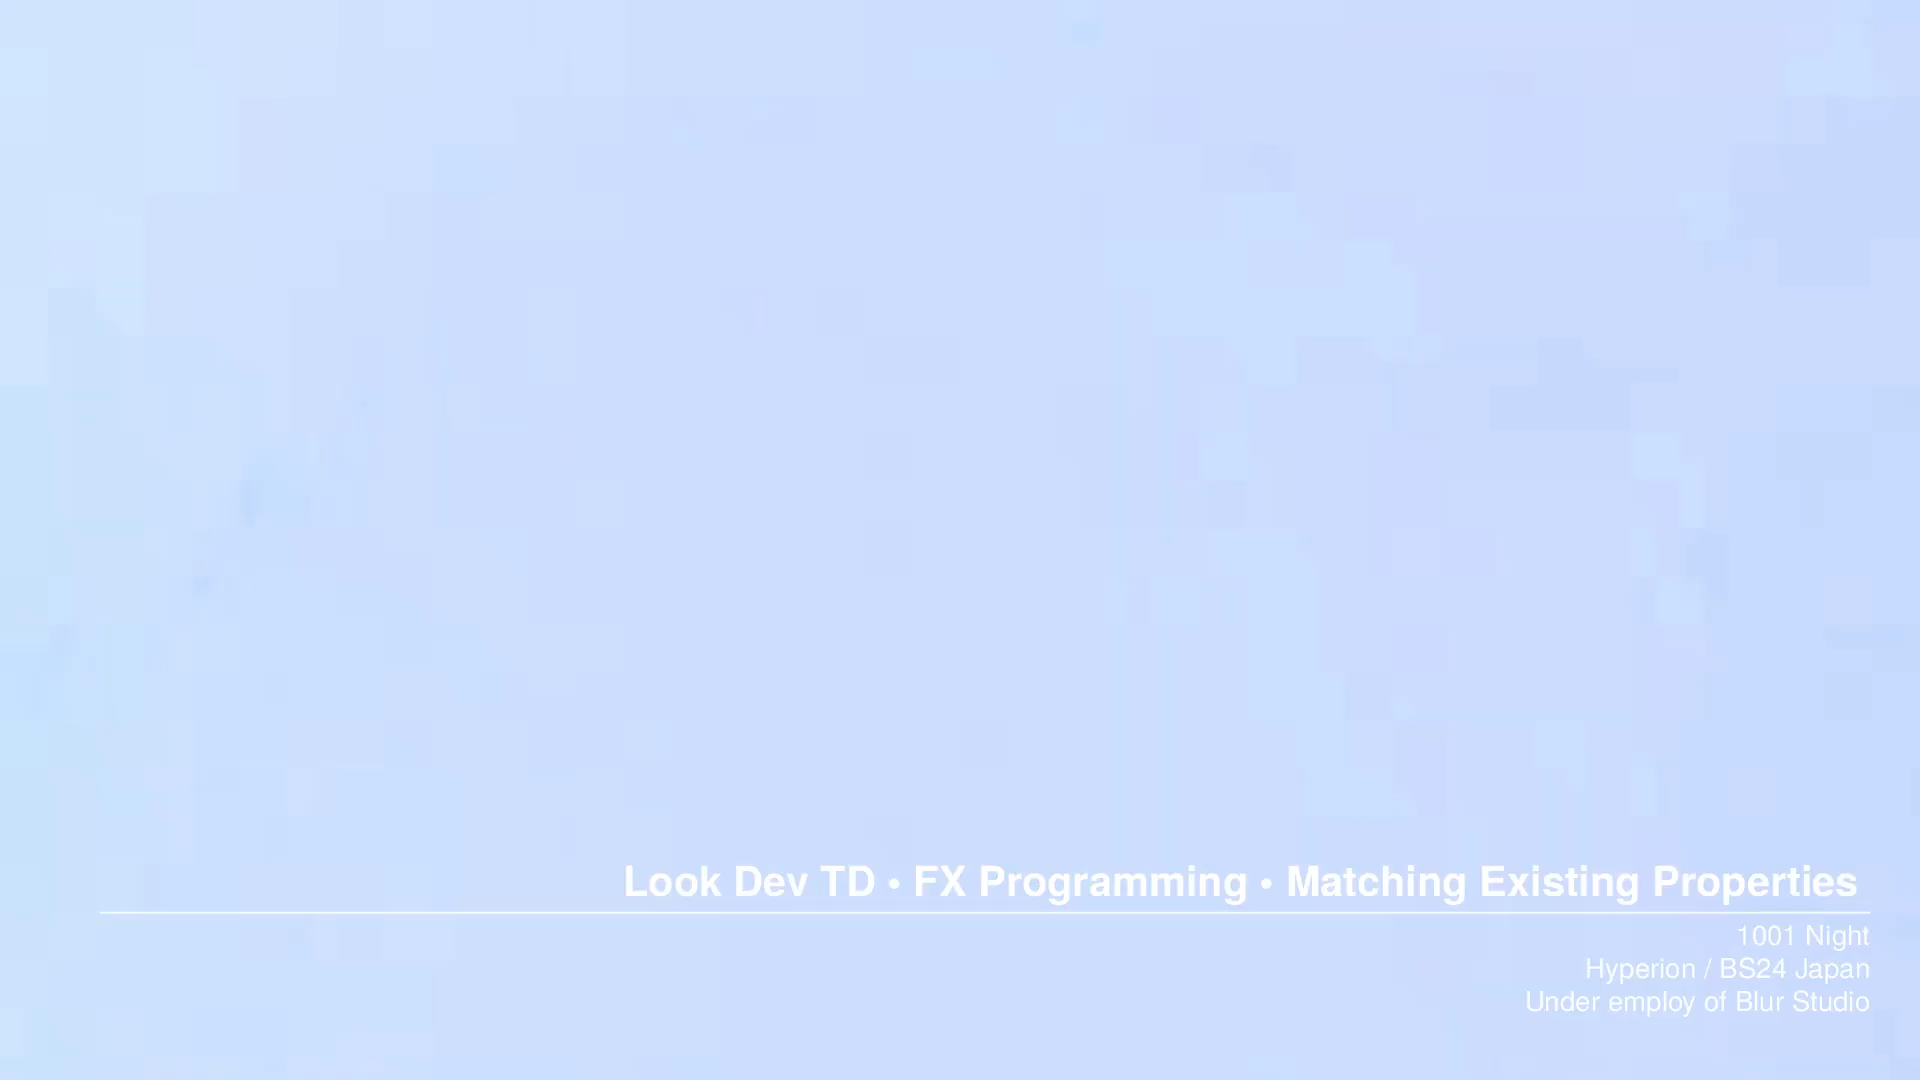 Look Dev TD • FX Programming • Matching Existing Properties
1001 Night
Hyperion / BS24 Japan
Under employ of Blur Studio